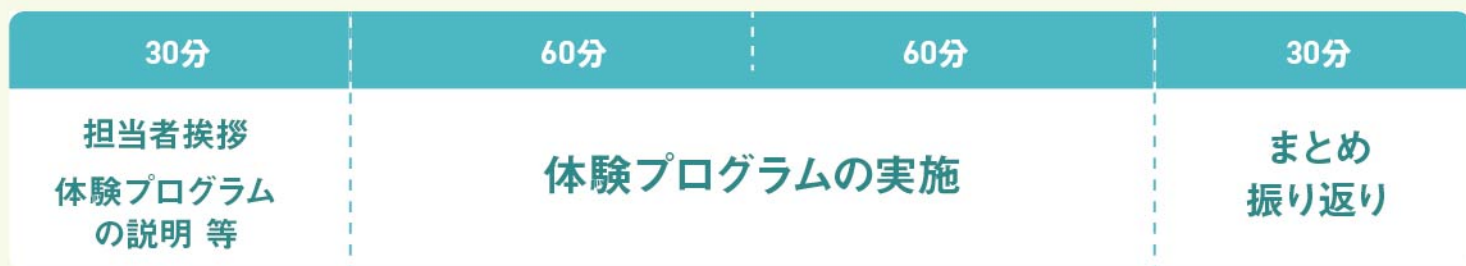 30分 60分 60分 30分
担当者挨拶
体験プログラム
の説明 等
体験プログラムの実施
まとめ
振り返り